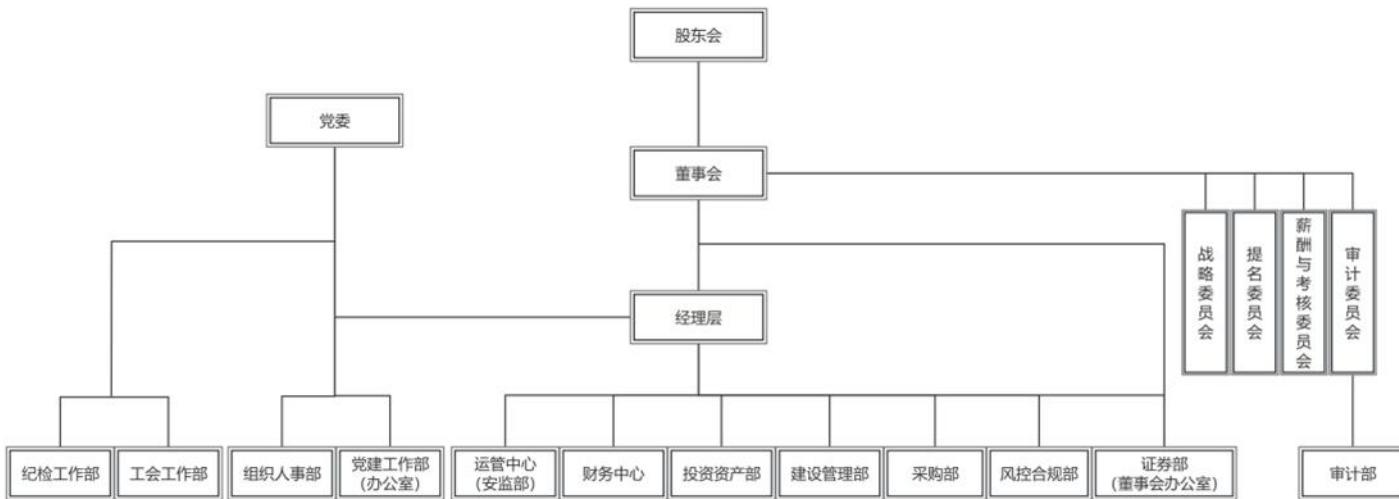 股东会
党委
董事会
战略委员会
提名委员会
薪酬与考核委员会
审计委员会
经理层
纪检工作部
工会工作部
组织人事部
党建工作部
(办公室)
运管中心
(安监部)
财务中心
投资资产部
建设管理部
采购部
风控合规部
证券部
(董事会办公室)
审计部